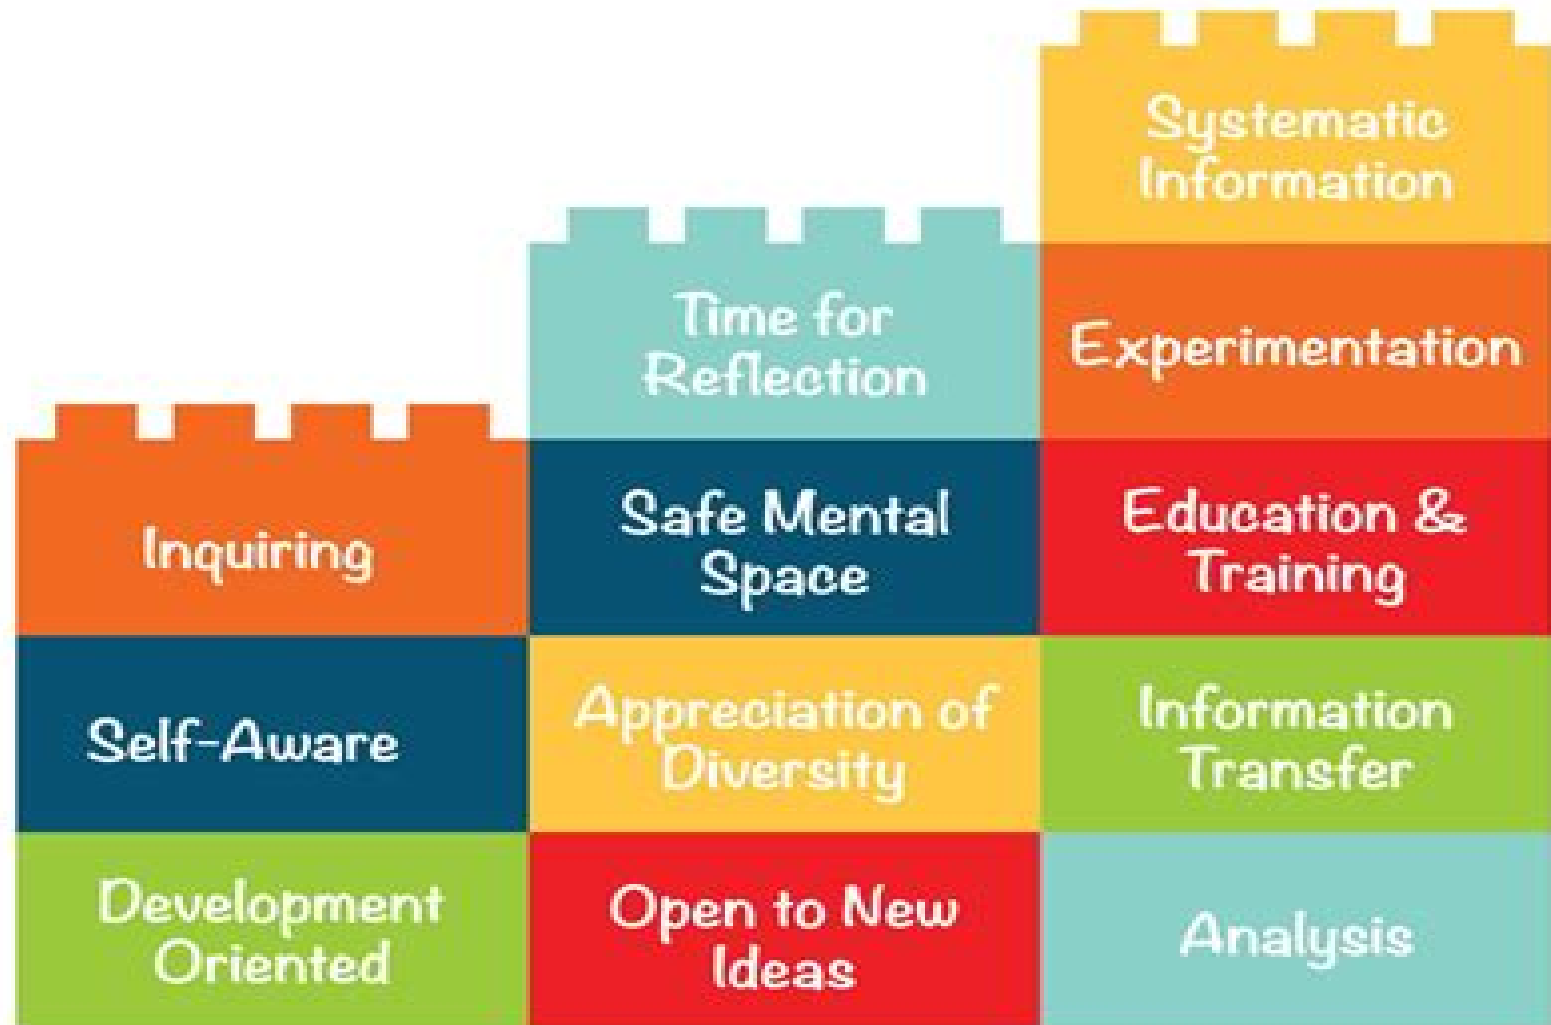 Systematic
Information
Time for
Reflection
Experimentation
Inquiring
Safe Mental
Space
Education &
Training
Self-Aware
Appreciation of
Diversity
Information
Transfer
Development
Oriented
Open to New
Ideas
Analysis